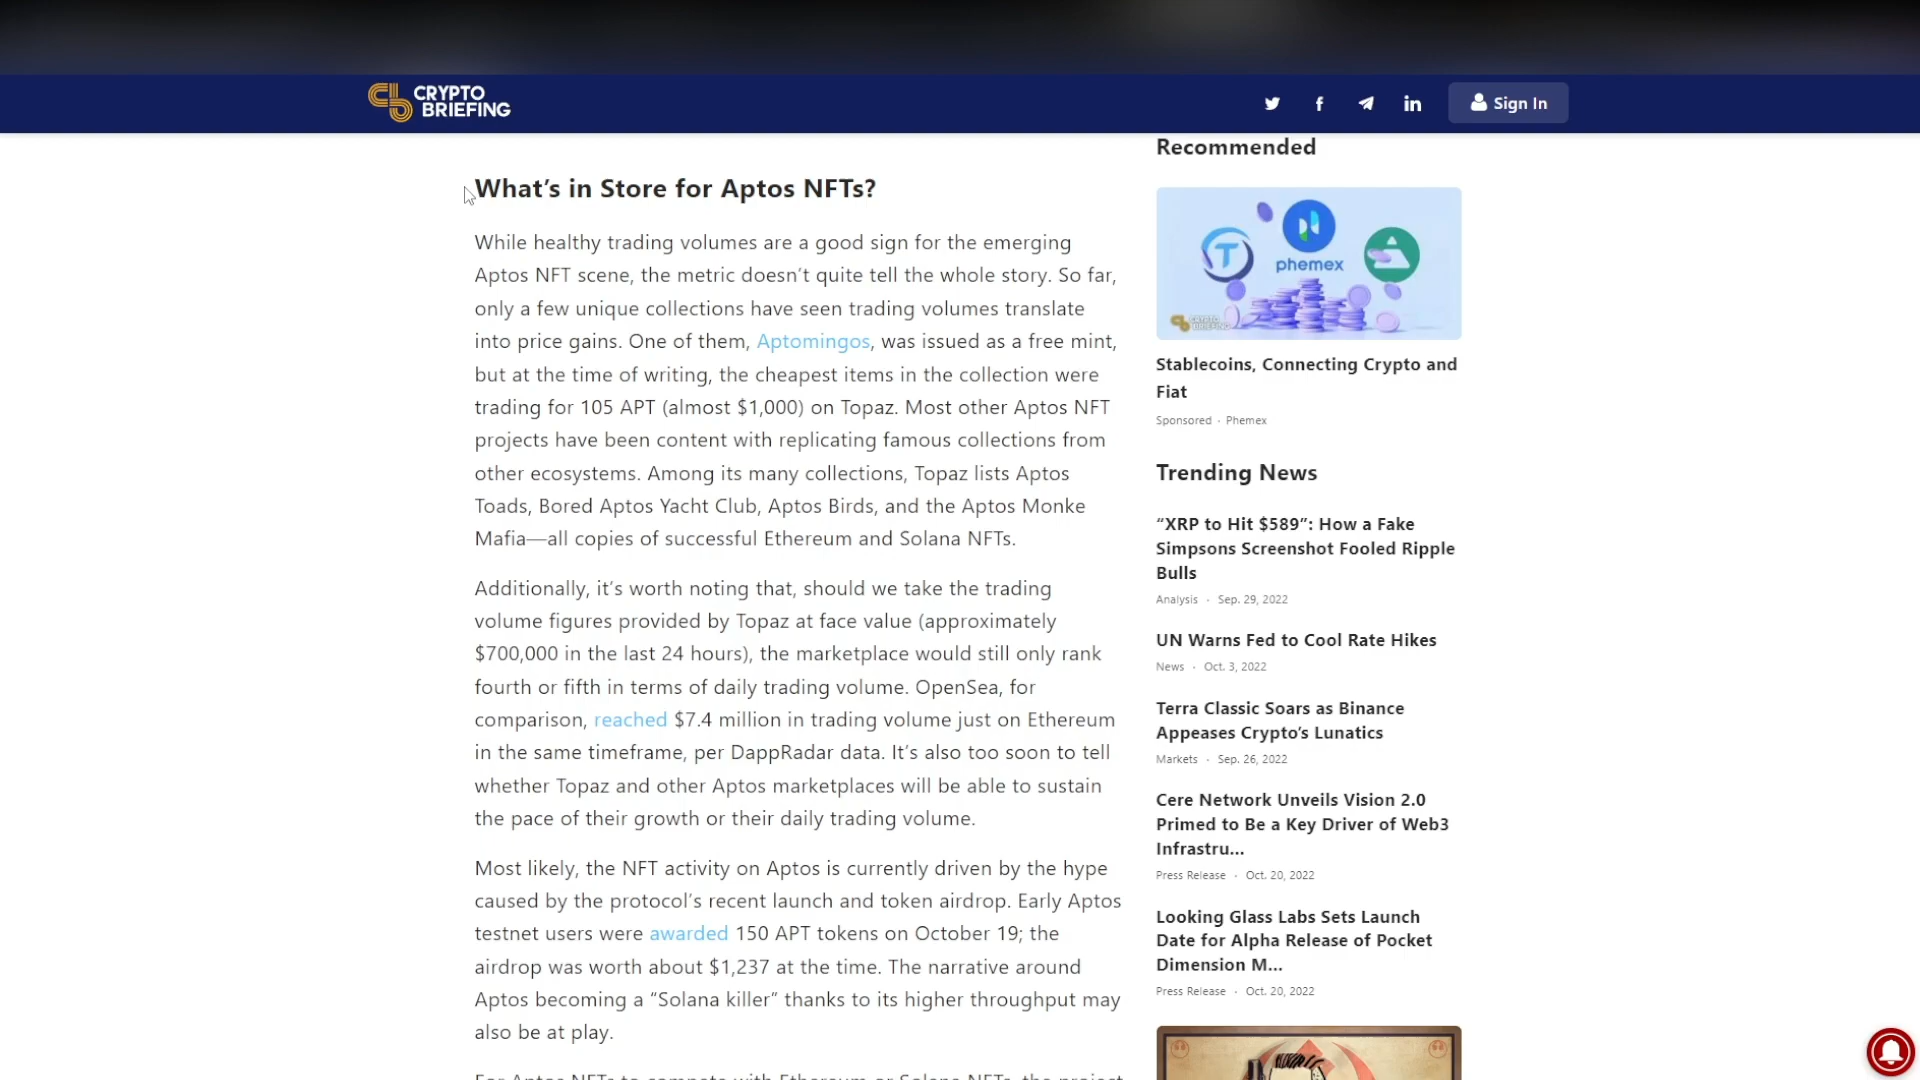 CRYPTO
BRIEFING
Sign In
What’s in Store for Aptos NFTs?
While healthy trading volumes are a good sign for the emerging
Aptos NFT scene, the metric doesn’t quite tell the whole story. So far,
only a few unique collections have seen trading volumes translate
into price gains. One of them, Aptomingos, was issued as a free mint,
but at the time of writing, the cheapest items in the collection were
trading for 105 APT (almost $1,000) on Topaz. Most other Aptos NFT
projects have been content with replicating famous collections from
other ecosystems. Among its many collections, Topaz lists Aptos
Toads, Bored Aptos Yacht Club, Aptos Birds, and the Aptos Monke
Mafia—all copies of successful Ethereum and Solana NFTs.
Additionally, it’s worth noting that, should we take the trading
volume figures provided by Topaz at face value (approximately
$700,000 in the last 24 hours), the marketplace would still only rank
fourth or fifth in terms of daily trading volume. OpenSea, for
comparison, reached $7.4 million in trading volume just on Ethereum
in the same timeframe, per DappRadar data. It’s also too soon to tell
whether Topaz and other Aptos marketplaces will be able to sustain
the pace of their growth or their daily trading volume.
Most likely, the NFT activity on Aptos is currently driven by the hype
caused by the protocol’s recent launch and token airdrop. Early Aptos
testnet users were awarded 150 APT tokens on October 19; the
airdrop was worth about $1,237 at the time. The narrative around
Aptos becoming a “Solana killer” thanks to its higher throughput may
also be at play.
For Aptos NFTs to compete with Ethereum or Solana NFTs, the project
Recommended
phemex
CRYPTO
BRIEFING
Stablecoins, Connecting Crypto and
Fiat
Sponsored · Phemex
Trending News
“XRP to Hit $589”: How a Fake
Simpsons Screenshot Fooled Ripple
Bulls
Analysis · Sep. 29, 2022
UN Warns Fed to Cool Rate Hikes
News · Oct. 3, 2022
Terra Classic Soars as Binance
Appeases Crypto’s Lunatics
Markets · Sep. 26, 2022
Cere Network Unveils Vision 2.0
Primed to Be a Key Driver of Web3
Infrastru...
Press Release · Oct. 20, 2022
Looking Glass Labs Sets Launch
Date for Alpha Release of Pocket
Dimension M...
Press Release · Oct. 20, 2022